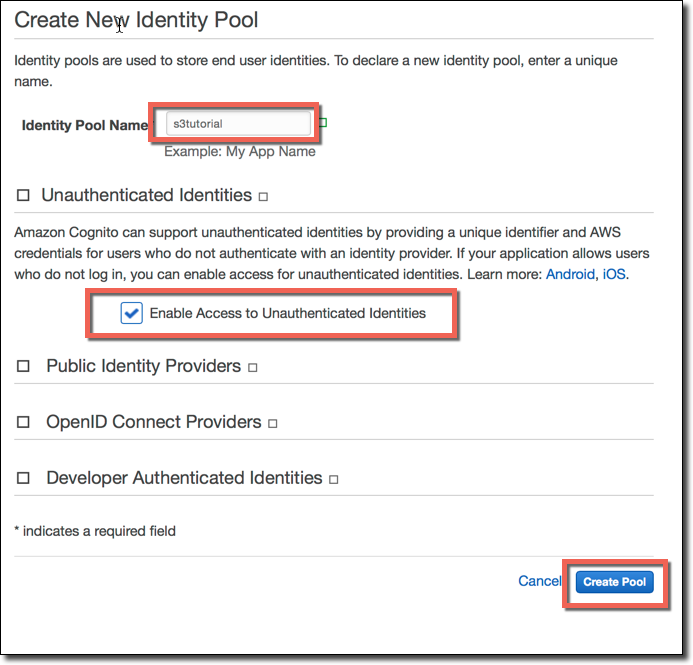 Create New Identity Pool
Identity pools are used to store end user identities. To declare a new identity pool, enter a unique
name.
Identity Pool Name s3tutorial
Example: My App Name
Unauthenticated Identities
Amazon Cognito can support unauthenticated identities by providing a unique identifier and AWS
credentials for users who do not authenticate with an identity provider. If your application allows users
who do not log in, you can enable access for unauthenticated identities. Learn more: Android, iOS.
Enable Access to Unauthenticated Identities
Public Identity Providers
OpenID Connect Providers
Developer Authenticated Identities
* indicates a required field
Cancel Create Pool